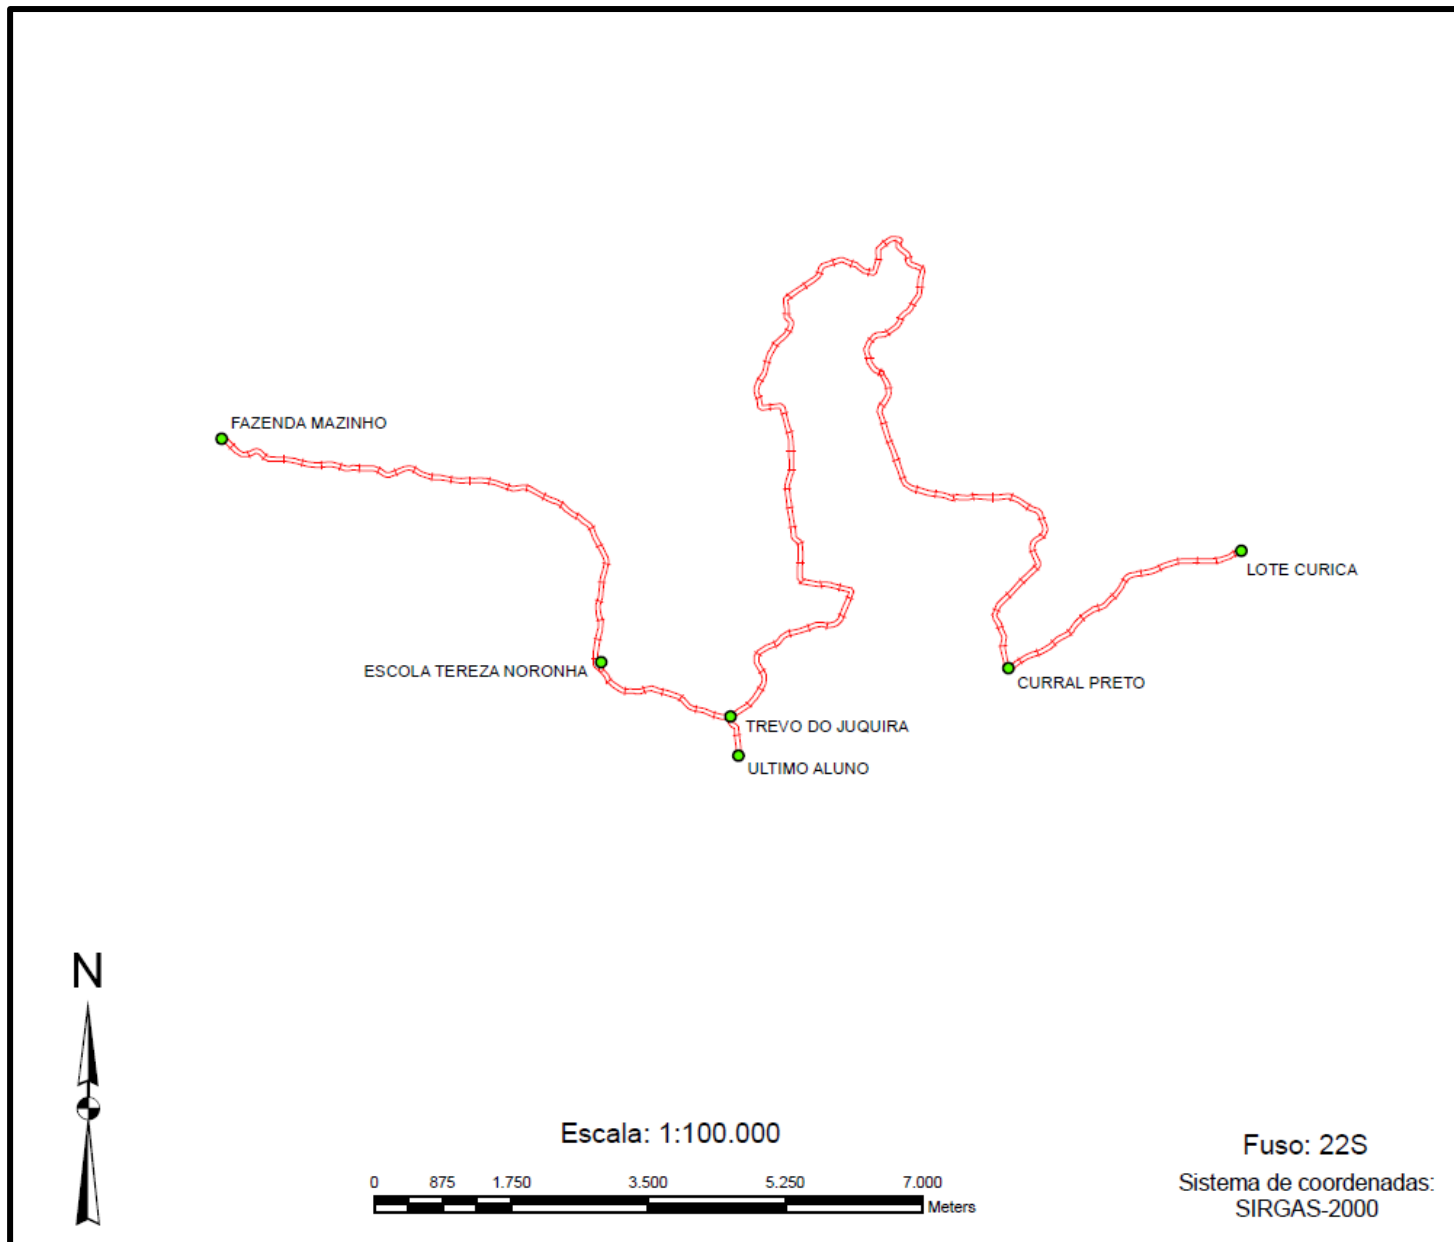 FAZENDA MAZINHO
LOTE CURICA
ESCOLA TEREZA NORONHA
CURRAL PRETO
TREVO DO JUQUIRA
ULTIMO ALUNO
N
Escala: 1:100.000
0 875 1.750 3.500 5.250 7.000
Meters
Fuso: 22S
Sistema de coordenadas:
SIRGAS-2000